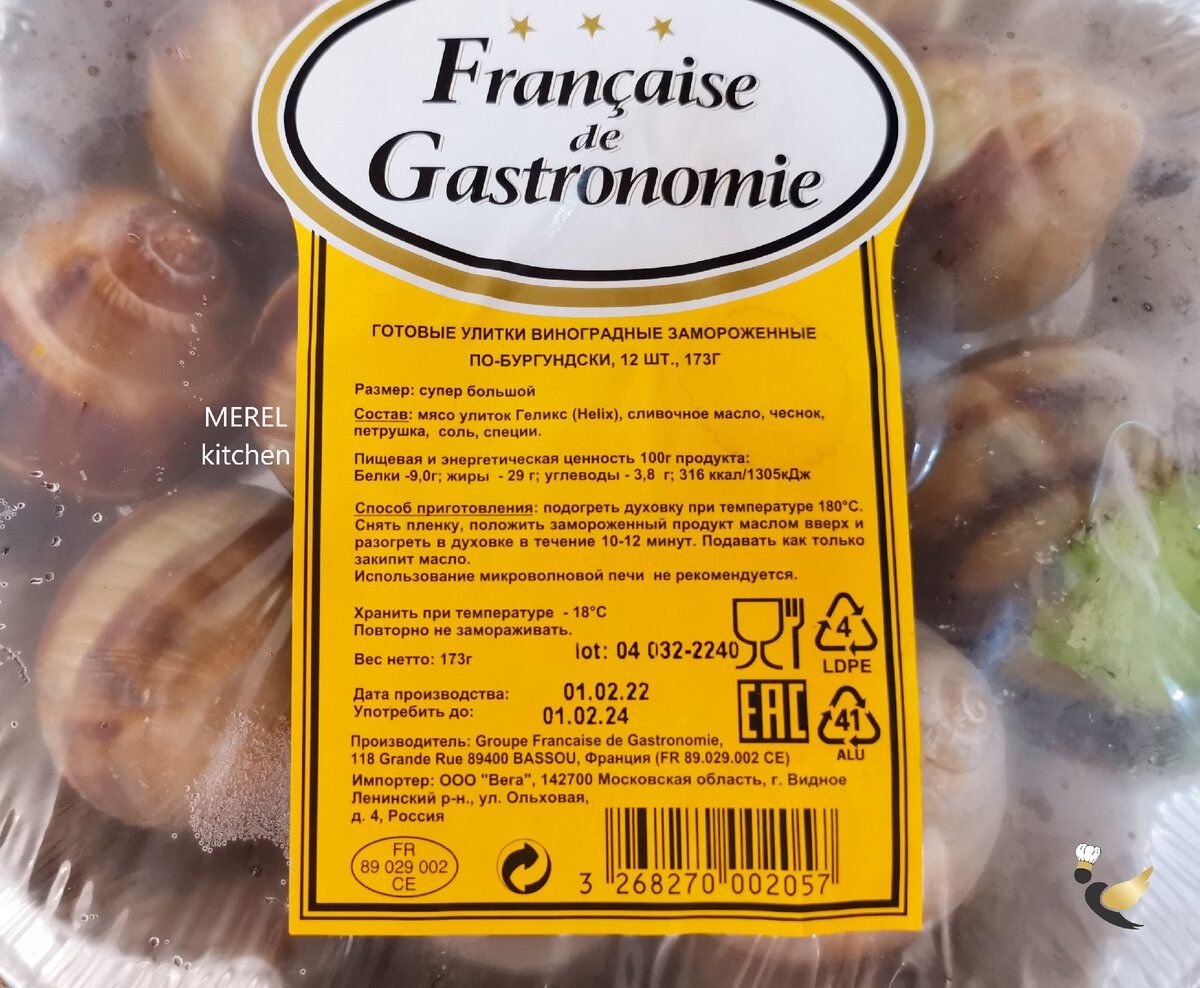 Française
de
Gastronomie
ГОТОВЫЕ УЛИТКИ ВИНОГРАДНЫЕ ЗАМОРОЖЕННЫЕ
ПО-БУРГУНДСКИ, 12 ШТ., 173Г
Размер: супер большой
Состав: мясо улиток Геликс (Helix), сливочное масло, чеснок,
петрушка, соль, специи.
MEREL
kitchen
Пищевая и энергетическая ценность 100г продукта:
Белки -9,0г; жиры - 29 г; углеводы - 3,8 г; 316 ккал/1305кДж
Способ приготовления: подогреть духовку при температуре 180°С.
Снять пленку, положить замороженный продукт маслом вверх и
разогреть в духовке в течение 10-12 минут. Подавать как только
закипит масло.
Использование микроволновой печи не рекомендуется.
Хранить при температуре - 18°С
Повторно не замораживать.
lot: 04 032-2240
Вес нетто: 173г
4
LDPE
Дата производства: 01.02.22
Употребить до: 01.02.24
EAC
41
ALU
Производитель: Groupe Francaise de Gastronomie,
118 Grande Rue 89400 BASSOU, Франция (FR 89.029.002 CE)
Импортер: ООО "Вега", 142700 Московская область, г. Видное
Ленинский р-н., ул. Ольховая,
д. 4, Россия
FR
89 029 002
CE
3 268270 002057